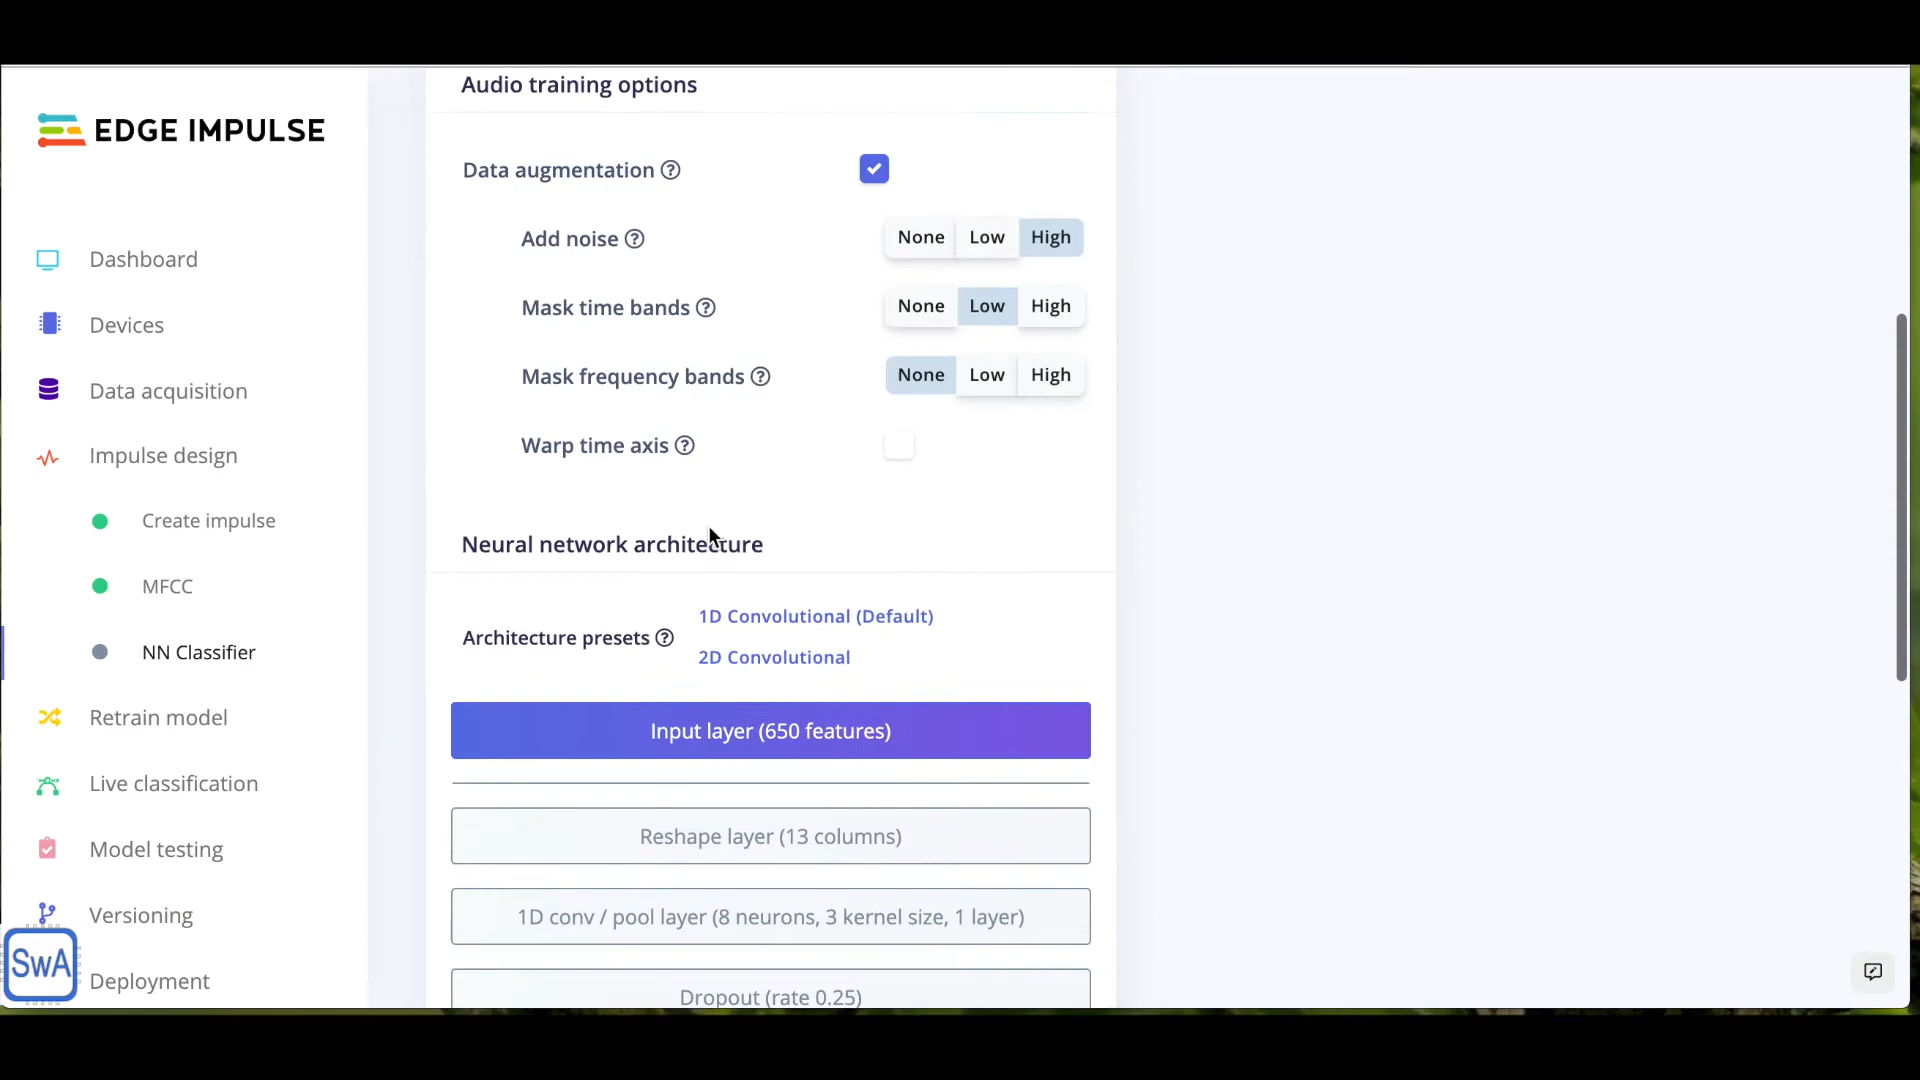 Audio training options
EDGE IMPULSE
Data augmentation ?
Add noise ? None Low High
Mask time bands ? None Low High
Mask frequency bands ? None Low High
Warp time axis ?
Dashboard
Devices
Data acquisition
Impulse design
Create impulse
MFCC
NN Classifier
Retrain model
Live classification
Model testing
Versioning
Deployment
SwA
Neural network architecture
Architecture presets ?
1D Convolutional (Default)
2D Convolutional
Input layer (650 features)
Reshape layer (13 columns)
1D conv / pool layer (8 neurons, 3 kernel size, 1 layer)
Dropout (rate 0.25)